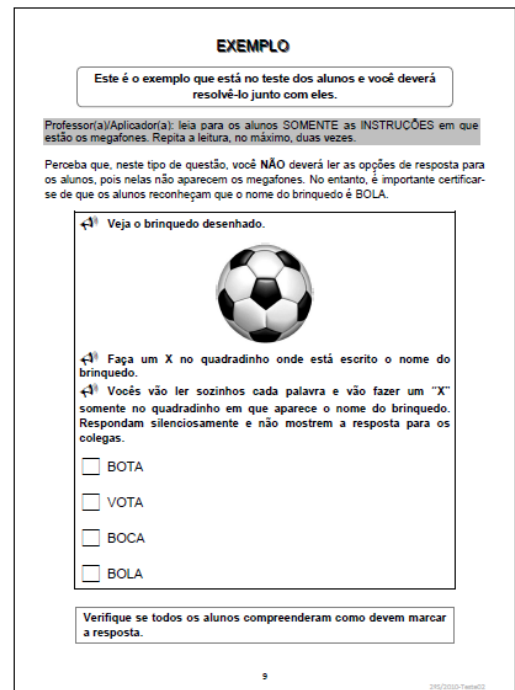 EXEMPLO
Este é o exemplo que está no teste dos alunos e você deverá
resolvê-lo junto com eles.
Professor(a)/Aplicador(a): leia para os alunos SOMENTE as INSTRUÇÕES em que
estão os megafones. Repita a leitura, no máximo, duas vezes.
Perceba que, neste tipo de questão, você NÃO deverá ler as opções de resposta para
os alunos, pois nelas não aparecem os megafones. No entanto, é importante certificar-
se de que os alunos reconheçam que o nome do brinquedo é BOLA.
Veja o brinquedo desenhado.
Faça um X no quadradinho onde está escrito o nome do
brinquedo.
Vocês vão ler sozinhos cada palavra e vão fazer um "X"
somente no quadradinho em que aparece o nome do brinquedo.
Respondam silenciosamente e não mostrem a resposta para os
colegas.
BOTA
VOTA
BOCA
BOLA
Verifique se todos os alunos compreenderam como devem marcar
a resposta.
9